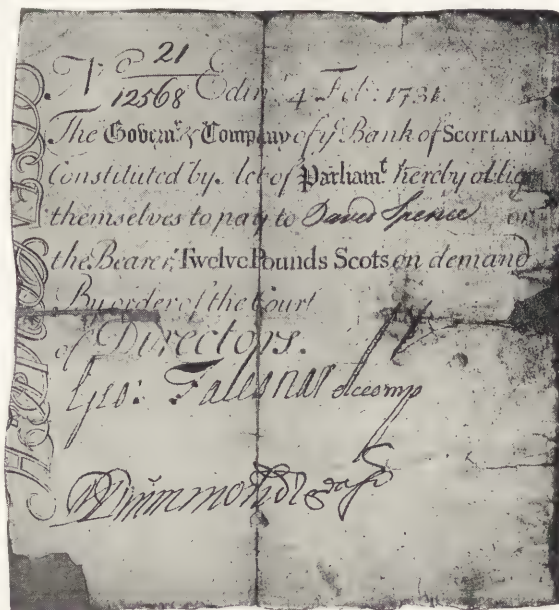 No 21
12568 Edinr. 4 Feb: 1731.
The Governr. & Company of ye Bank of SCOTLAND
Constituted by Act of Parliamt. hereby oblige
themselves to pay to David Spence or
the Bearer, Twelve Pounds Scots on demand
By order of the Court
of Directors.
Geo: accomp
Drummond